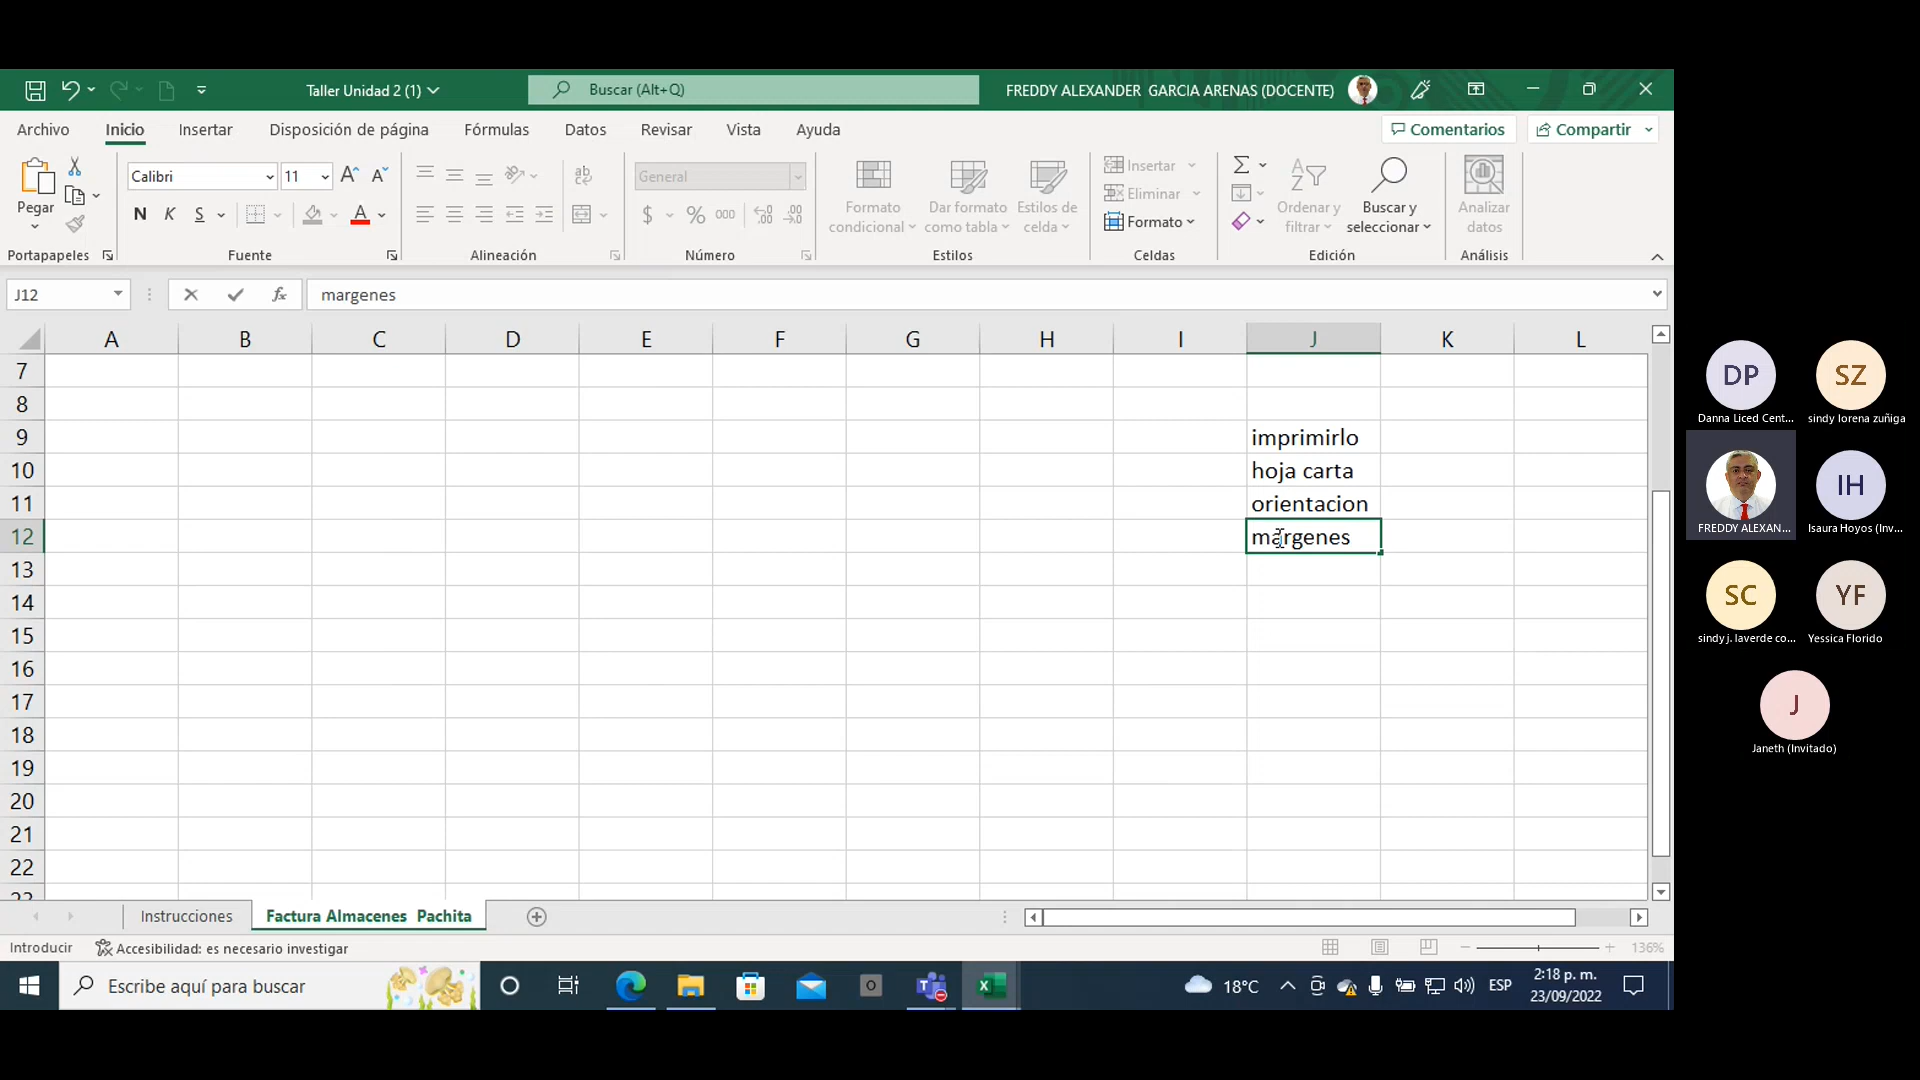 Taller Unidad 2 (1)
Buscar (Alt+Q)
FREDDY ALEXANDER GARCIA ARENAS (DOCENTE)
Archivo Inicio Insertar Disposición de página Fórmulas Datos Revisar Vista Ayuda
Comentarios
Compartir
Pegar
Portapapeles
Calibri 11
N K S
Fuente
Alineación
General
$ % 000
Número
Formato condicional
Dar formato como tabla
Estilos de celda
Estilos
Insertar
Eliminar
Formato
Celdas
Ordenar y filtrar
Buscar y seleccionar
Edición
Analizar datos
Análisis
J12
fx
margenes
A B C D E F G H I J K L
7
8
9 imprimirlo
10 hoja carta
11 orientacion
12 margenes
13
14
15
16
17
18
19
20
21
22
23
Instrucciones
Factura Almacenes Pachita
Introducir
Accesibilidad: es necesario investigar
136%
Escribe aquí para buscar
18°C
ESP
2:18 p. m.
23/09/2022
DP
Danna Liced Cent...
SZ
sindy lorena zuñiga
FREDDY ALEXAN...
IH
Isaura Hoyos (Inv...
SC
sindy j. laverde co...
YF
Yessica Florido
J
Janeth (Invitado)